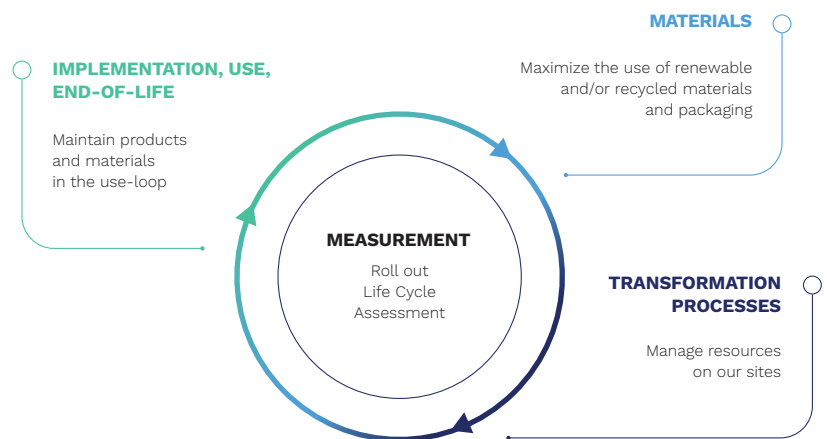 MATERIALS
Maximize the use of renewable
and/or recycled materials
and packaging
IMPLEMENTATION, USE,
END-OF-LIFE
Maintain products
and materials
in the use-loop
MEASUREMENT
Roll out
Life Cycle
Assessment
TRANSFORMATION
PROCESSES
Manage resources
on our sites